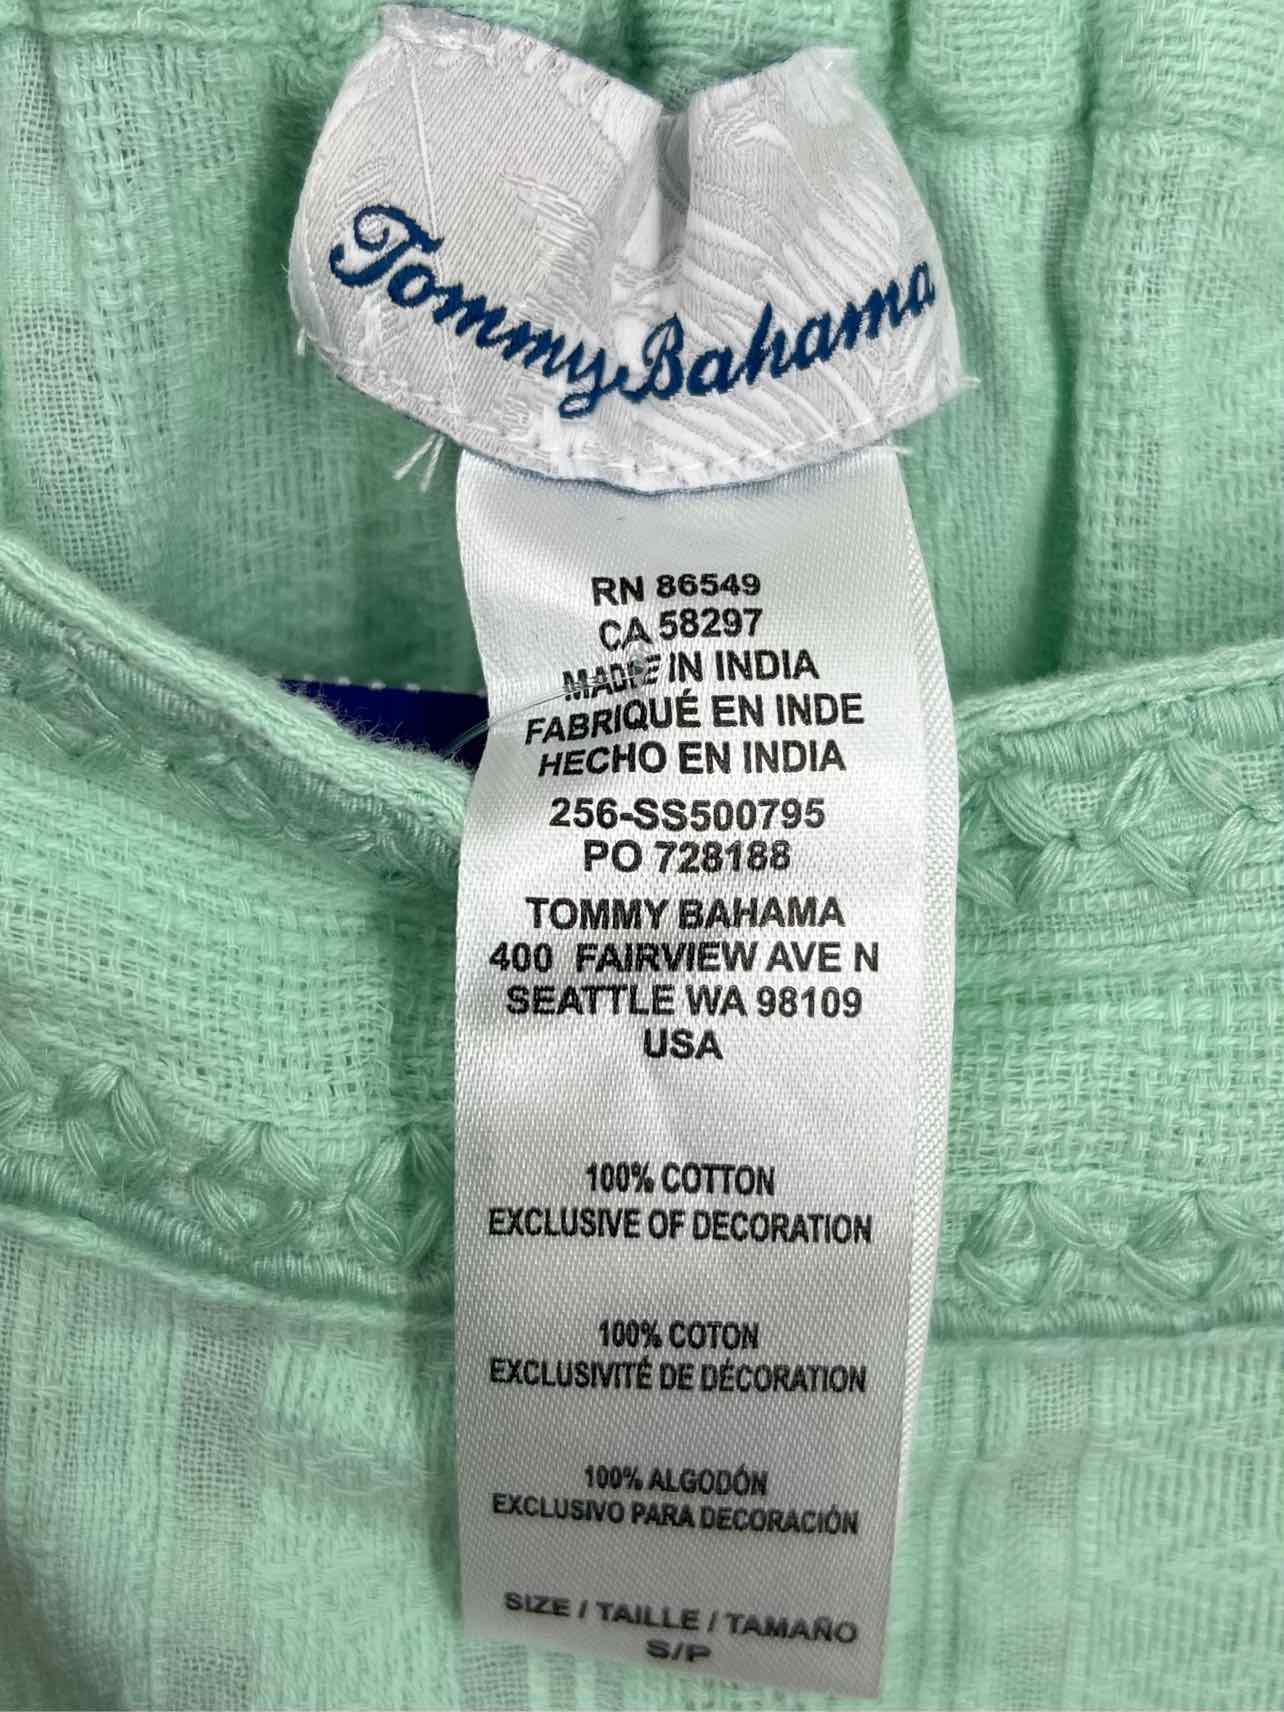 Tommy Bahama
RN 86549
CA 58297
MADE IN INDIA
FABRIQUÉ EN INDE
HECHO EN INDIA
256-SS500795
PO 728188
TOMMY BAHAMA
400 FAIRVIEW AVE N
SEATTLE WA 98109
USA
100% COTTON
EXCLUSIVE OF DECORATION
100% COTON
EXCLUSIVITÉ DE DÉCORATION
100% ALGODÓN
EXCLUSIVO PARA DECORACIÓN
SIZE / TAILLE / TAMAÑO
S/P